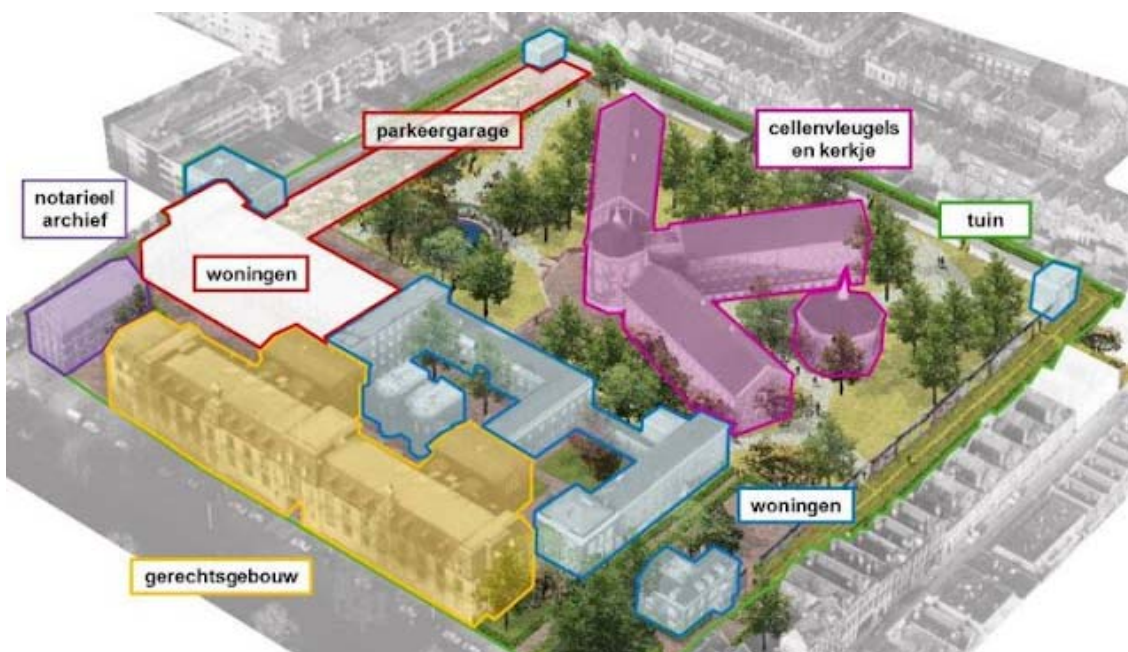 parkeergarage
cellenvleugels
en kerkje
notarieel
archief
tuin
woningen
woningen
gerechtsgebouw